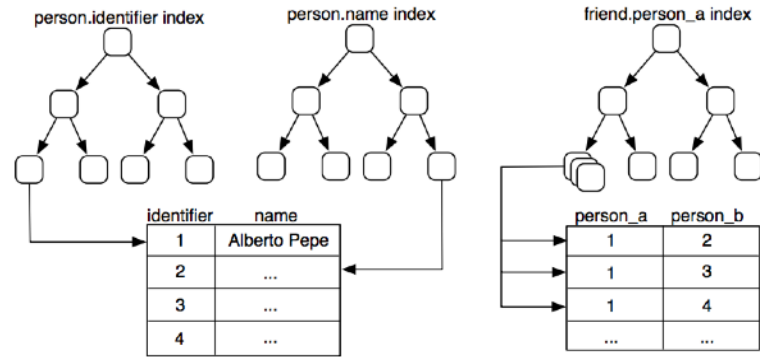 person.identifier index person.name index friend.person_a index
identifier name
person_a person_b
1 Alberto Pepe
1 2
2 ...
1 3
3 ...
1 4
4 ...
... ...